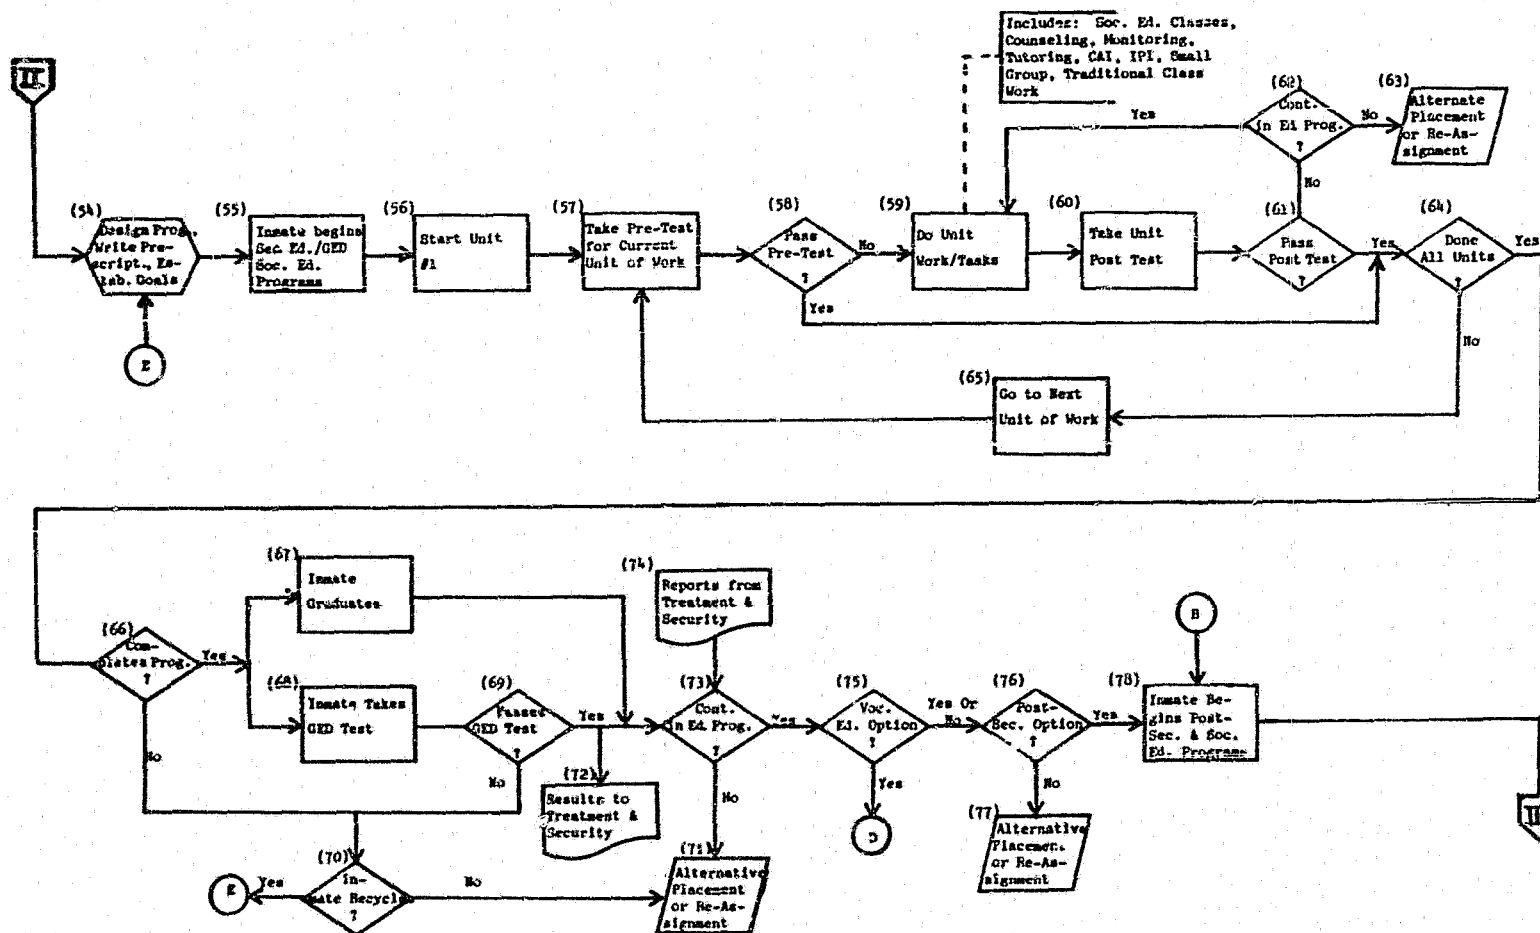 Includes: Soc. Ed. Classes,
Counseling, Monitoring,
Tutoring, CAI, IPI, Small
Group, Traditional Class
Work
II
(54)
Design Prog.,
Write Pre-
script., Es-
tab. Goals
E
(55)
Inmate begins
Sec. Ed./GED
Soc. Ed.
Programs
(56)
Start Unit
#1
(57)
Take Pre-Test
for Current
Unit of Work
(58)
Pass
Pre-Test
?
No
Yes
(59)
Do Unit
Work/Tasks
(60)
Take Unit
Post Test
(61)
Pass
Post Test
?
Yes
No
(62)
Cont.
in Ed Prog.
?
Yes
No
(63)
Alternate
Placement
or Re-As-
signment
(64)
Done
All Units
?
Yes
No
(65)
Go to Next
Unit of Work
(66)
Com-
pletes Prog.
?
Yes
No
(67)
Inmate
Graduates
(68)
Inmate Takes
GED Test
(69)
Passed
GED Test
?
Yes
No
(70)
In-
mate Recycled
?
Yes
E
No
(71)
Alternative
Placement
or Re-As-
signment
(72)
Results to
Treatment &
Security
(73)
Cont.
in Ed Prog.
?
Yes
No
(74)
Reports from
Treatment &
Security
(75)
Voc.
Ed. Option
?
Yes Or
No
Yes
D
(76)
Post-
Sec. Option
?
Yes
No
(77)
Alternative
Placement
or Re-As-
signment
B
(78)
Inmate Be-
gins Post-
Sec. & Soc.
Ed. Programs